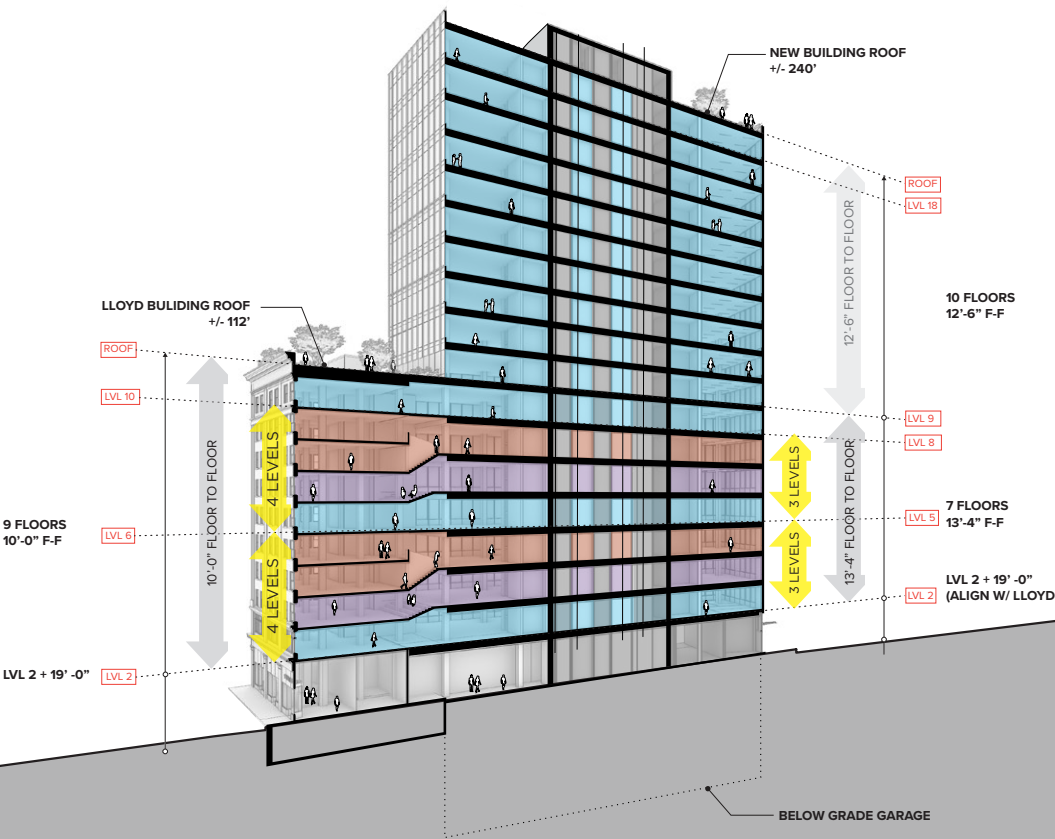 NEW BUILDING ROOF
+/- 240'
ROOF
LVL 18
12'-6" FLOOR TO FLOOR
10 FLOORS
12'-6" F-F
LLOYD BULIDING ROOF
+/- 112'
ROOF
LVL 10
LVL 9
LVL 8
4 LEVELS
10'-0" FLOOR TO FLOOR
3 LEVELS
13'-4" FLOOR TO FLOOR
9 FLOORS
10'-0" F-F
LVL 6
7 FLOORS
13'-4" F-F
LVL 5
4 LEVELS
3 LEVELS
LVL 2 + 19' -0"
(ALIGN W/ LLOYD
LVL 2
LVL 2 + 19' -0"
LVL 2
BELOW GRADE GARAGE